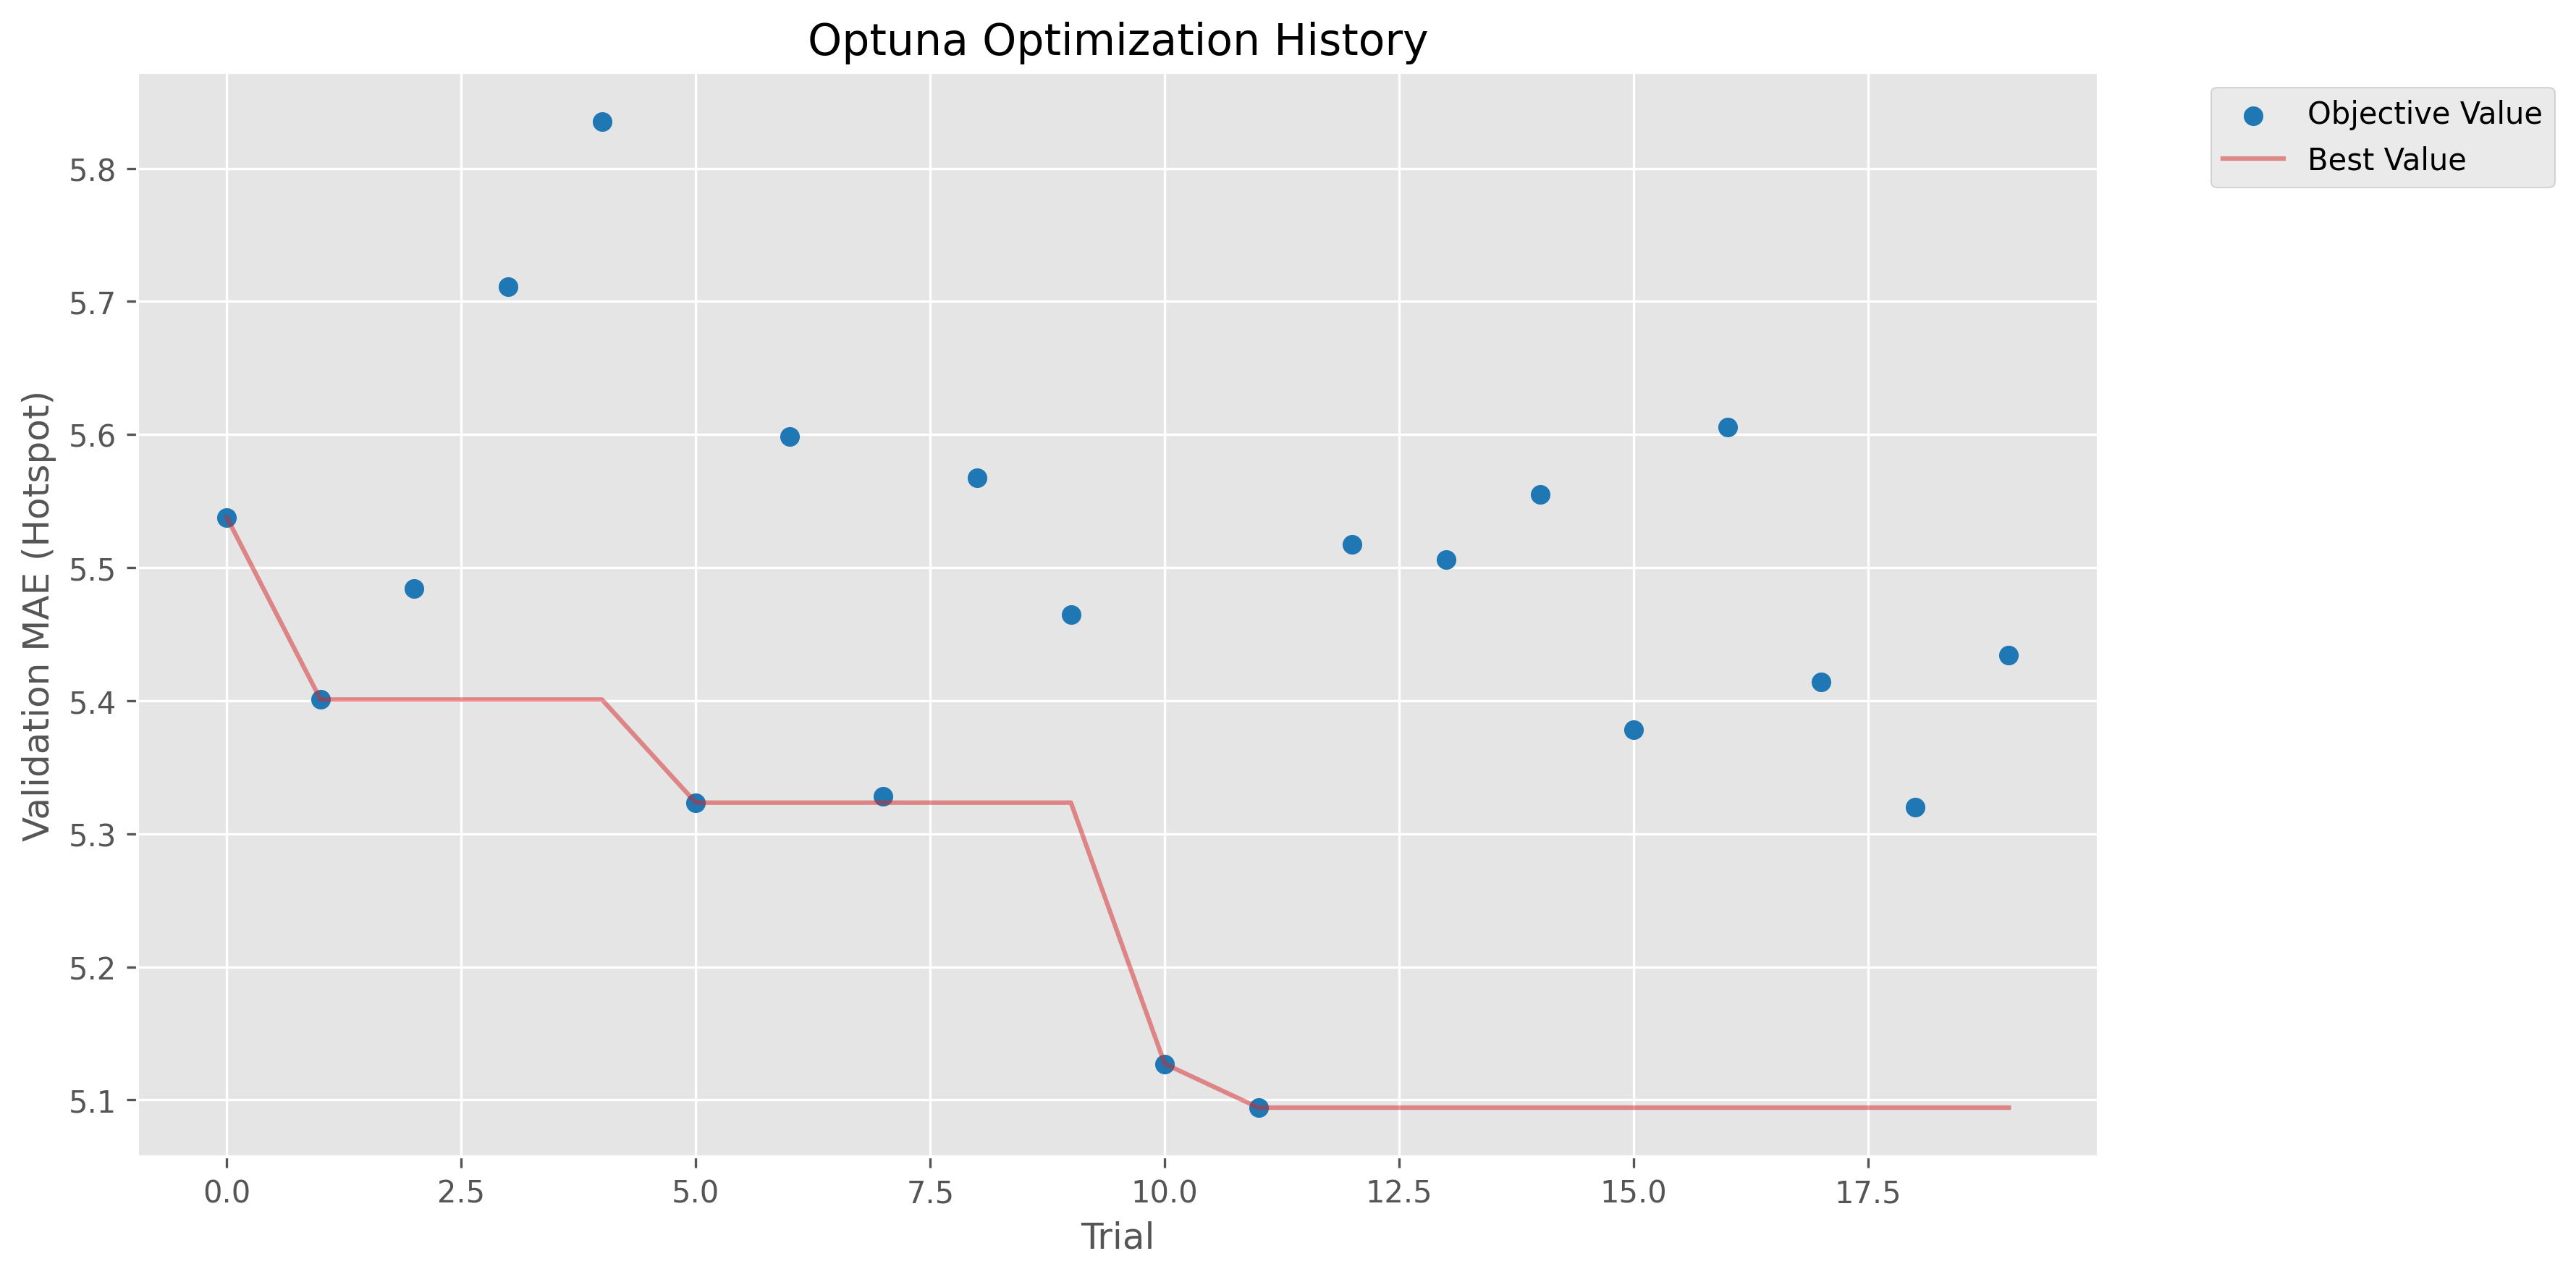 Optuna Optimization History
Objective Value
Best Value
Validation MAE (Hotspot)
5.8
5.7
5.6
5.5
5.4
5.3
5.2
5.1
0.0 2.5 5.0 7.5 10.0 12.5 15.0 17.5
Trial